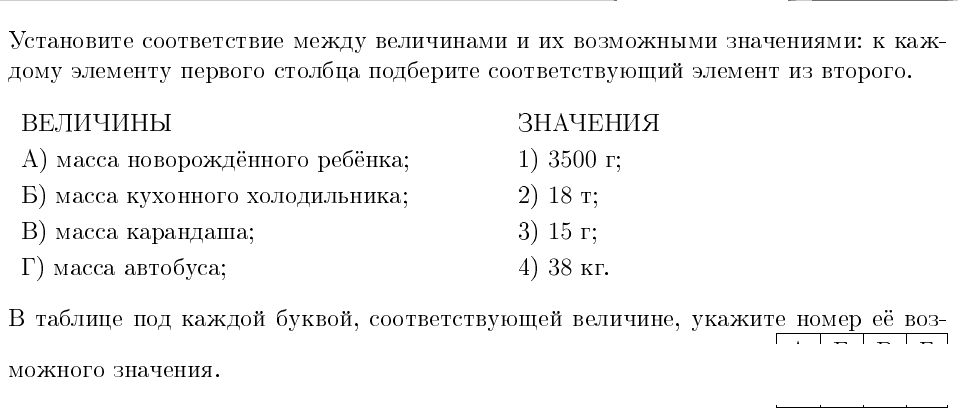 Установите соответствие между величинами и их возможными значениями: к каж-
дому элементу первого столбца подберите соответствующий элемент из второго.
ВЕЛИЧИНЫ ЗНАЧЕНИЯ
А) масса новорождённого ребёнка; 1) 3500 г;
Б) масса кухонного холодильника; 2) 18 т;
В) масса карандаша; 3) 15 г;
Г) масса автобуса; 4) 38 кг.
В таблице под каждой буквой, соответствующей величине, укажите номер её воз-
можного значения.